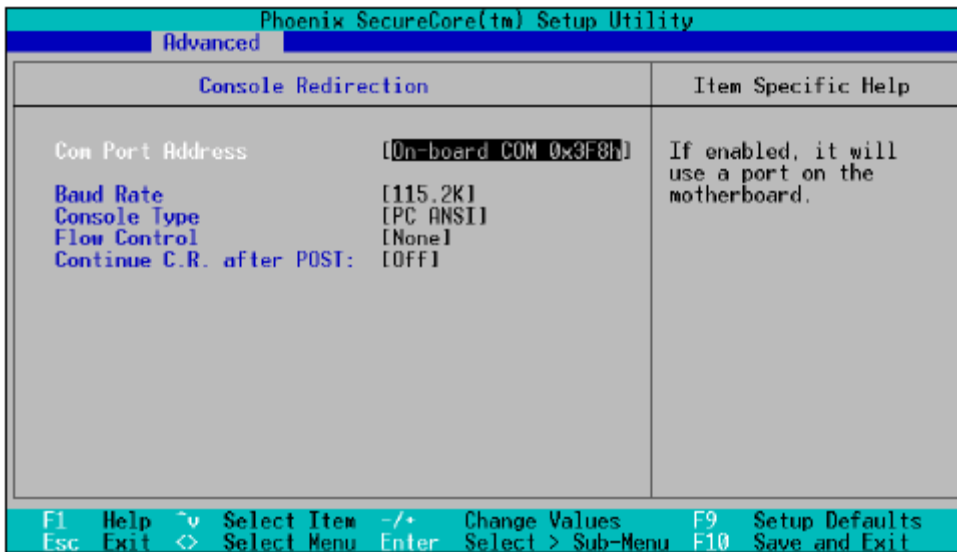 Phoenix SecureCore(tm) Setup Utility
Advanced
Console Redirection
Item Specific Help
Com Port Address [On-board COM 0x3F8h]
Baud Rate [115.2K]
Console Type [PC ANSI]
Flow Control [None]
Continue C.R. after POST: [Off]
If enabled, it will
use a port on the
motherboard.
F1 Help ^v Select Item -/+ Change Values F9 Setup Defaults
Esc Exit <> Select Menu Enter Select > Sub-Menu F10 Save and Exit